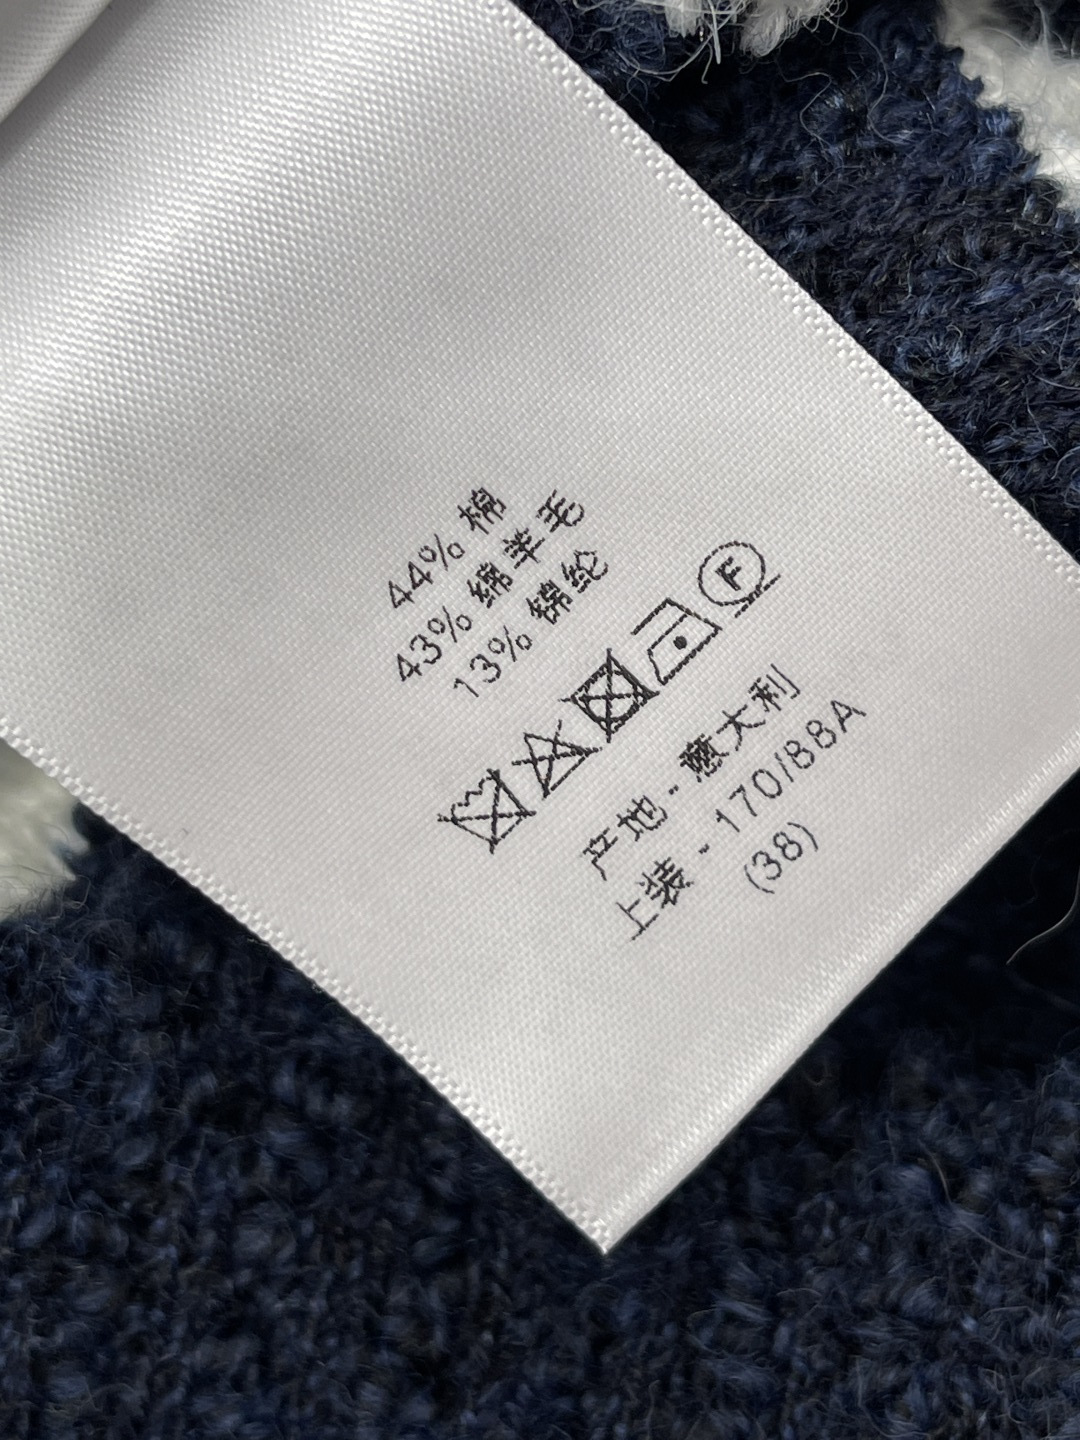 44% 棉
43% 绵羊毛
13% 锦纶
F
产地 - 意大利
上装 - 170/88A
(38)